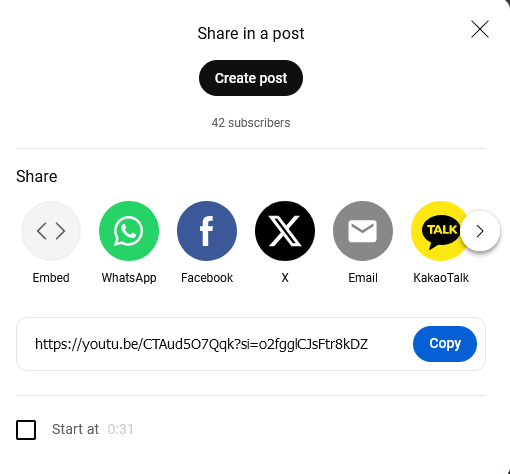 Share in a post
Create post
42 subscribers
Share
TALK
Embed
WhatsApp
Facebook
X
Email
KakaoTalk
https://youtu.be/CTAud5O7Qqk?si=o2fgglCJsFtr8kDZ
Copy
Start at 0:31